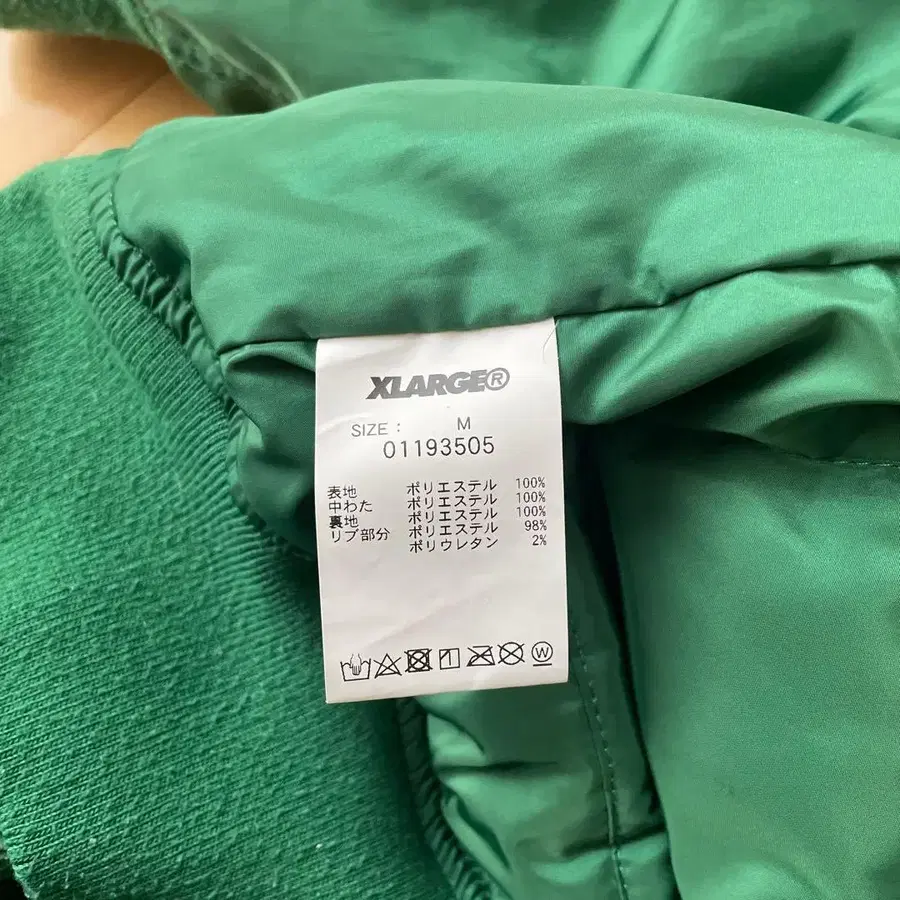 XLARGE®
SIZE : M
01193505
表地 ポリエステル 100%
中わた ポリエステル 100%
裏地 ポリエステル 100%
リブ部分 ポリエステル 98%
ポリウレタン 2%
W